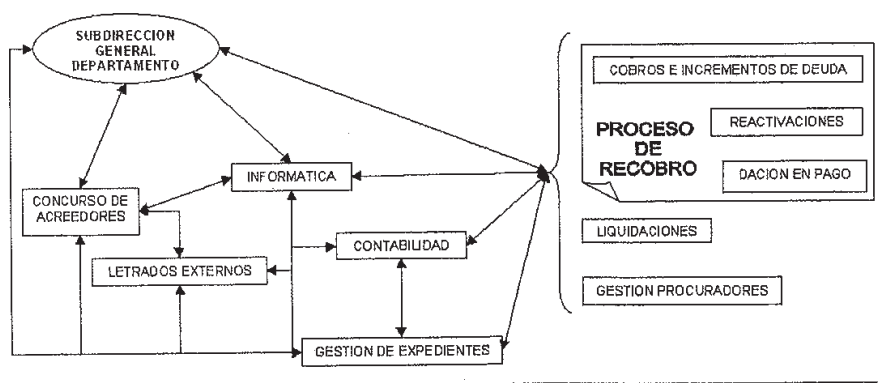 SUBDIRECCION
GENERAL
DEPARTAMENTO
COBROS E INCREMENTOS DE DEUDA
REACTIVACIONES
PROCESO
DE
RECOBRO
DACION EN PAGO
INFORMATICA
CONCURSO DE
ACREEDORES
LIQUIDACIONES
CONTABILIDAD
LETRADOS EXTERNOS
GESTION PROCURADORES
GESTION DE EXPEDIENTES